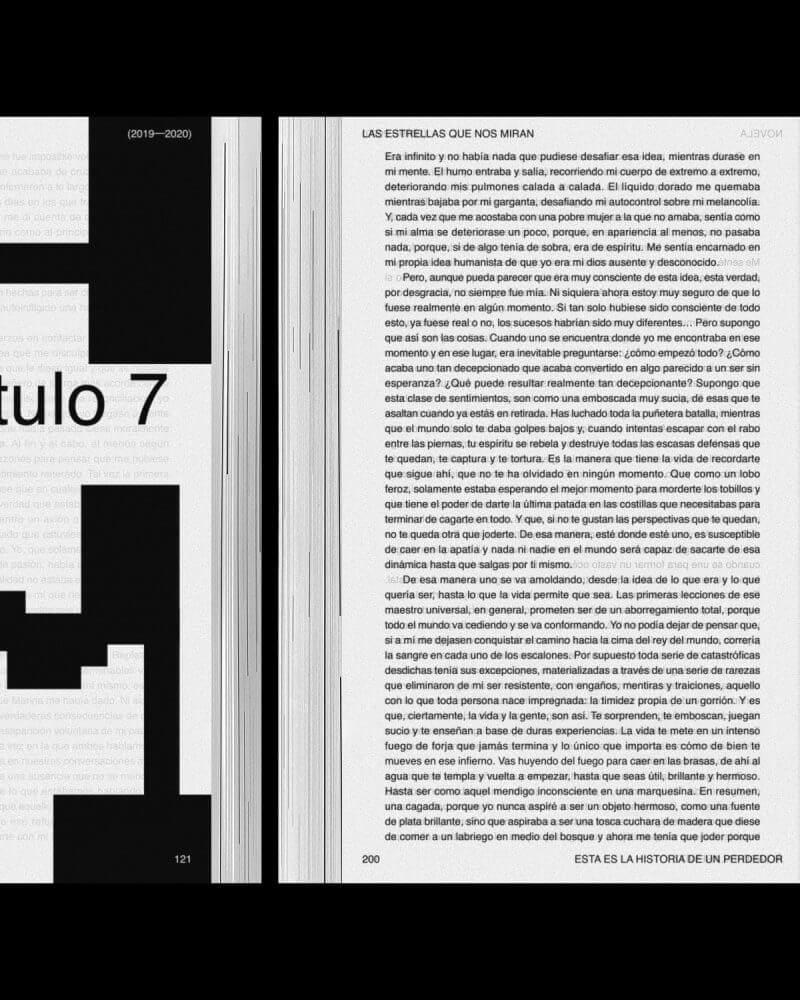 (2019—2020)
tulo 7
121
LAS ESTRELLAS QUE NOS MIRAN
NOVELA
Era infinito y no había nada que pudiese desafiar esa idea, mientras durase en
mi mente. El humo entraba y salía, recorriendo mi cuerpo de extremo a extremo,
deteriorando mis pulmones calada a calada. El líquido dorado me quemaba
mientras bajaba por mi garganta, desafiando mi autocontrol sobre mi melancolía.
Y, cada vez que me acostaba con una pobre mujer a la que no amaba, sentía como
si mi alma se deteriorase un poco, porque, en apariencia al menos, no pasaba
nada, porque, si de algo tenía de sobra, era de espíritu. Me sentía encarnado en
mi propia idea humanista de que yo era mi dios ausente y desconocido.
Pero, aunque pueda parecer que era muy consciente de esta idea, esta verdad,
por desgracia, no siempre fue mía. Ni siquiera ahora estoy muy seguro de que lo
fuese realmente en algún momento. Si tan solo hubiese sido consciente de todo
esto, ya fuese real o no, los sucesos habrían sido muy diferentes... Pero supongo
que así son las cosas. Cuando uno se encuentra donde yo me encontraba en ese
momento y en ese lugar, era inevitable preguntarse: ¿cómo empezó todo? ¿Cómo
acaba uno tan decepcionado que acaba convertido en algo parecido a un ser sin
esperanza? ¿Qué puede resultar realmente tan decepcionante? Supongo que
esta clase de sentimientos, son como una emboscada muy sucia, de esas que te
asaltan cuando ya estás en retirada. Has luchado toda la puñetera batalla, mientras
que el mundo solo te daba golpes bajos y, cuando intentas escapar con el rabo
entre las piernas, tu espíritu se rebela y destruye todas las escasas defensas que
te quedan, te captura y te tortura. Es la manera que tiene la vida de recordarte
que sigue ahí, que no te ha olvidado en ningún momento. Que como un lobo
feroz, solamente estaba esperando el mejor momento para morderte los tobillos y
que tiene el poder de darte la última patada en las costillas que necesitabas para
terminar de cagarte en todo. Y que, si no te gustan las perspectivas que te quedan,
no te queda otra que joderte. De esa manera, esté donde esté uno, es susceptible
de caer en la apatía y nada ni nadie en el mundo será capaz de sacarte de esa
dinámica hasta que salgas por ti mismo.
De esa manera uno se va amoldando, desde la idea de lo que era y lo que
quería ser, hasta lo que la vida permite que sea. Las primeras lecciones de ese
maestro universal, en general, prometen ser de un aborregamiento total, porque
todo el mundo va cediendo y se va conformando. Yo no podía dejar de pensar que,
si a mí me dejasen conquistar el camino hacia la cima del rey del mundo, correría
la sangre en cada uno de los escalones. Por supuesto toda serie de catastróficas
desdichas tenía sus excepciones, materializadas a través de una serie de rarezas
que eliminaron de mí ser resistente, con engaños, mentiras y traiciones, aquello
con lo que toda persona nace impregnada: la timidez propia de un gorrión. Y es
que, ciertamente, la vida y la gente, son así. Te sorprenden, te emboscan, juegan
sucio y te enseñan a base de duras experiencias. La vida te mete en un intenso
fuego de forja que jamás termina y lo único que importa es cómo de bien te
mueves en ese infierno. Vas huyendo del fuego para caer en las brasas, de ahí al
agua que te templa y vuelta a empezar, hasta que seas útil, brillante y hermoso.
Hasta ser como aquel mendigo inconsciente en una marquesina. En resumen,
una cagada, porque yo nunca aspiré a ser un objeto hermoso, como una fuente
de plata brillante, sino que aspiraba a ser una tosca cuchara de madera que diese
de comer a un labriego en medio del bosque y ahora me tenía que joder porque
200
ESTA ES LA HISTORIA DE UN PERDEDOR